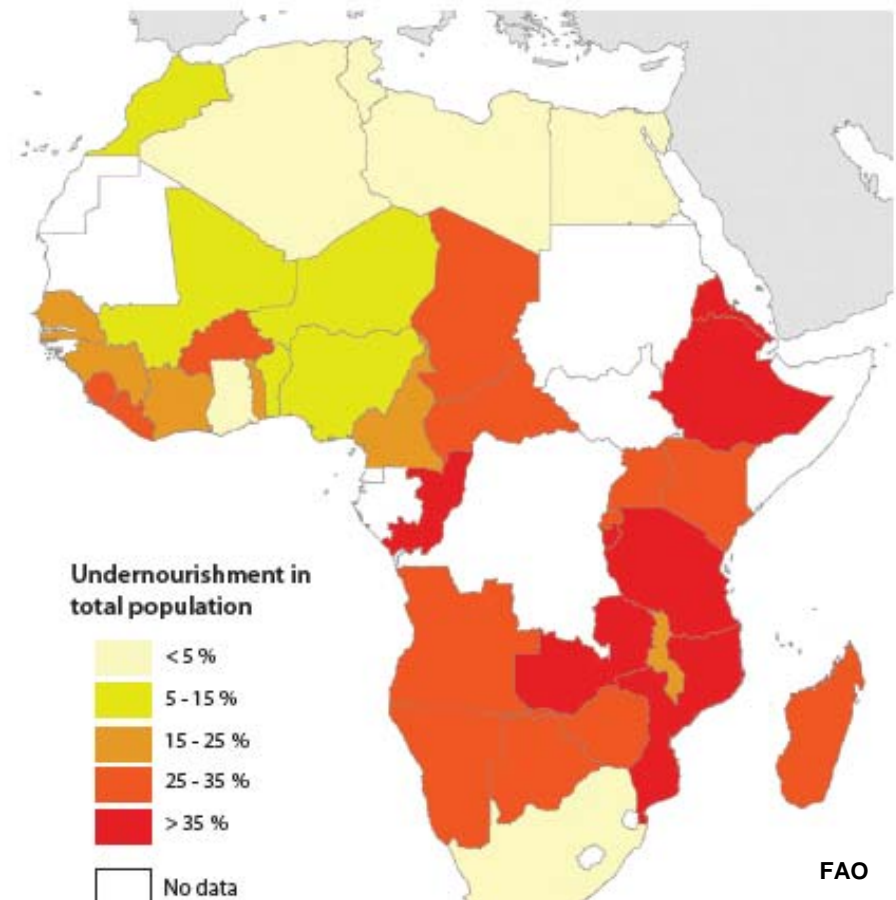 Undernourishment in
total population
< 5 %
5 - 15 %
15 - 25 %
25 - 35 %
> 35 %
No data
FAO